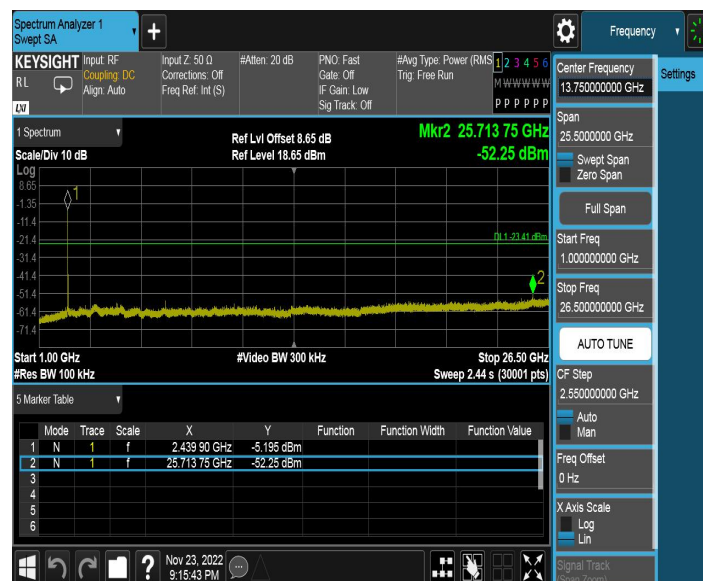 Spectrum Analyzer 1
Swept SA
+
Frequency
KEYSIGHT
RL
LXI
Input: RF
Coupling: DC
Align: Auto
Input Z: 50 Ω
Corrections: Off
Freq Ref: Int (S)
#Atten: 20 dB
PNO: Fast
Gate: Off
IF Gain: Low
Sig Track: Off
#Avg Type: Power (RMS
Trig: Free Run
1 2 3 4 5 6
M W W W W W
P P P P P P
1 Spectrum
Scale/Div 10 dB
Ref Lvl Offset 8.65 dB
Ref Level 18.65 dBm
Mkr2 25.713 75 GHz
-52.25 dBm
Log
8.65
-1.35
-11.4
-21.4
-31.4
-41.4
-51.4
-61.4
-71.4
1
DL1 -23.41 dBm
2
Start 1.00 GHz
#Res BW 100 kHz
#Video BW 300 kHz
Stop 26.50 GHz
Sweep 2.44 s (30001 pts)
5 Marker Table
Mode Trace Scale X Y Function Function Width Function Value
1 N 1 f 2.439 90 GHz -5.195 dBm
2 N 1 f 25.713 75 GHz -52.25 dBm
3
4
5
6
?
Nov 23, 2022
9:15:43 PM
Center Frequency
13.750000000 GHz
Span
25.5000000 GHz
Swept Span
Zero Span
Full Span
Start Freq
1.000000000 GHz
Stop Freq
26.500000000 GHz
AUTO TUNE
CF Step
2.550000000 GHz
Auto
Man
Freq Offset
0 Hz
X Axis Scale
Log
Lin
Signal Track
(Span Zoom)
Settings